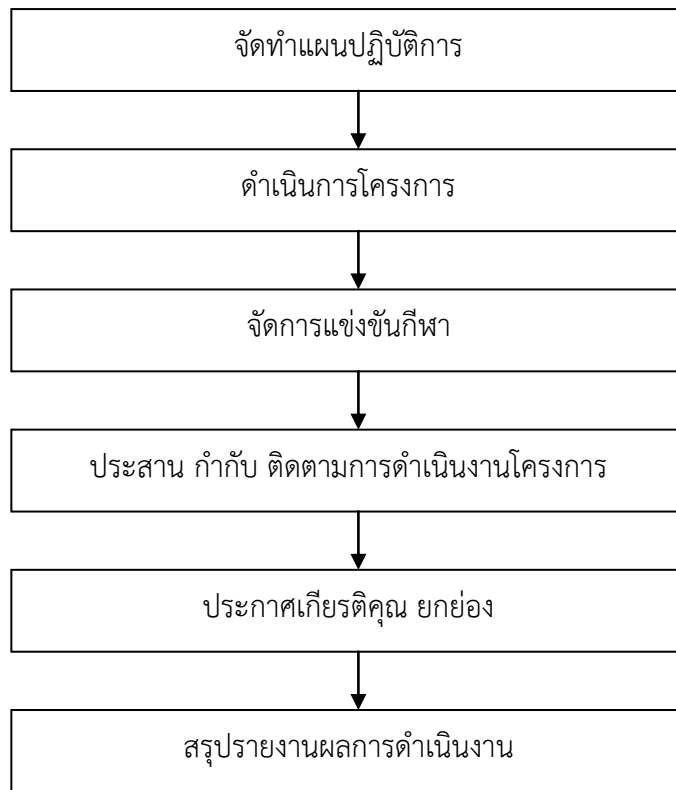 จัดทำแผนปฏิบัติการ
ดำเนินการโครงการ
จัดการแข่งขันกีฬา
ประสาน กำกับ ติดตามการดำเนินงานโครงการ
ประกาศเกียรติคุณ ยกย่อง
สรุปรายงานผลการดำเนินงาน